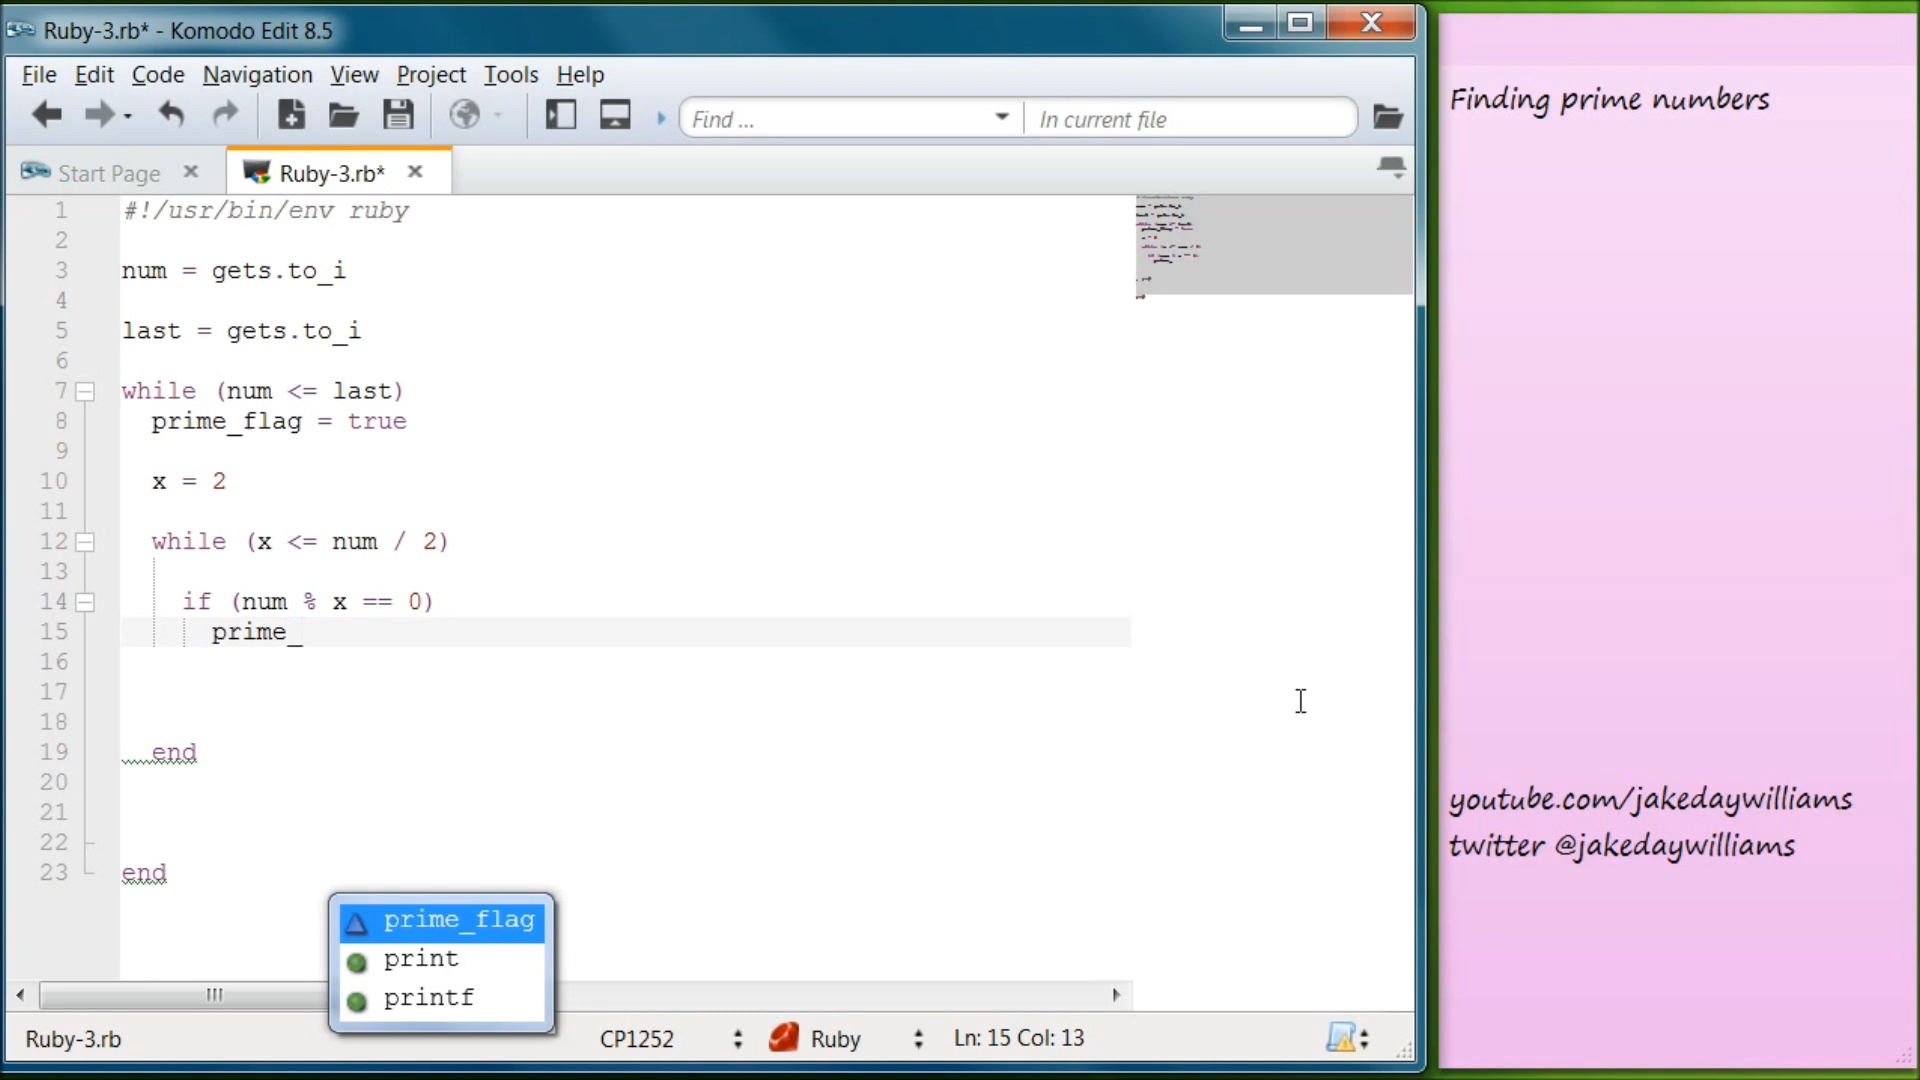 Ruby-3.rb* - Komodo Edit 8.5
File Edit Code Navigation View Project Tools Help
Find ... In current file
Start Page Ruby-3.rb*
1 #!/usr/bin/env ruby
2
3 num = gets.to_i
4
5 last = gets.to_i
6
7 while (num <= last)
8 prime_flag = true
9
10 x = 2
11
12 while (x <= num / 2)
13
14 if (num % x == 0)
15 prime_
16
17
18
19 end
20
21
22
23 end
prime_flag
print
printf
Ruby-3.rb CP1252 Ruby Ln: 15 Col: 13
Finding prime numbers
youtube.com/jakedaywilliams
twitter @jakedaywilliams